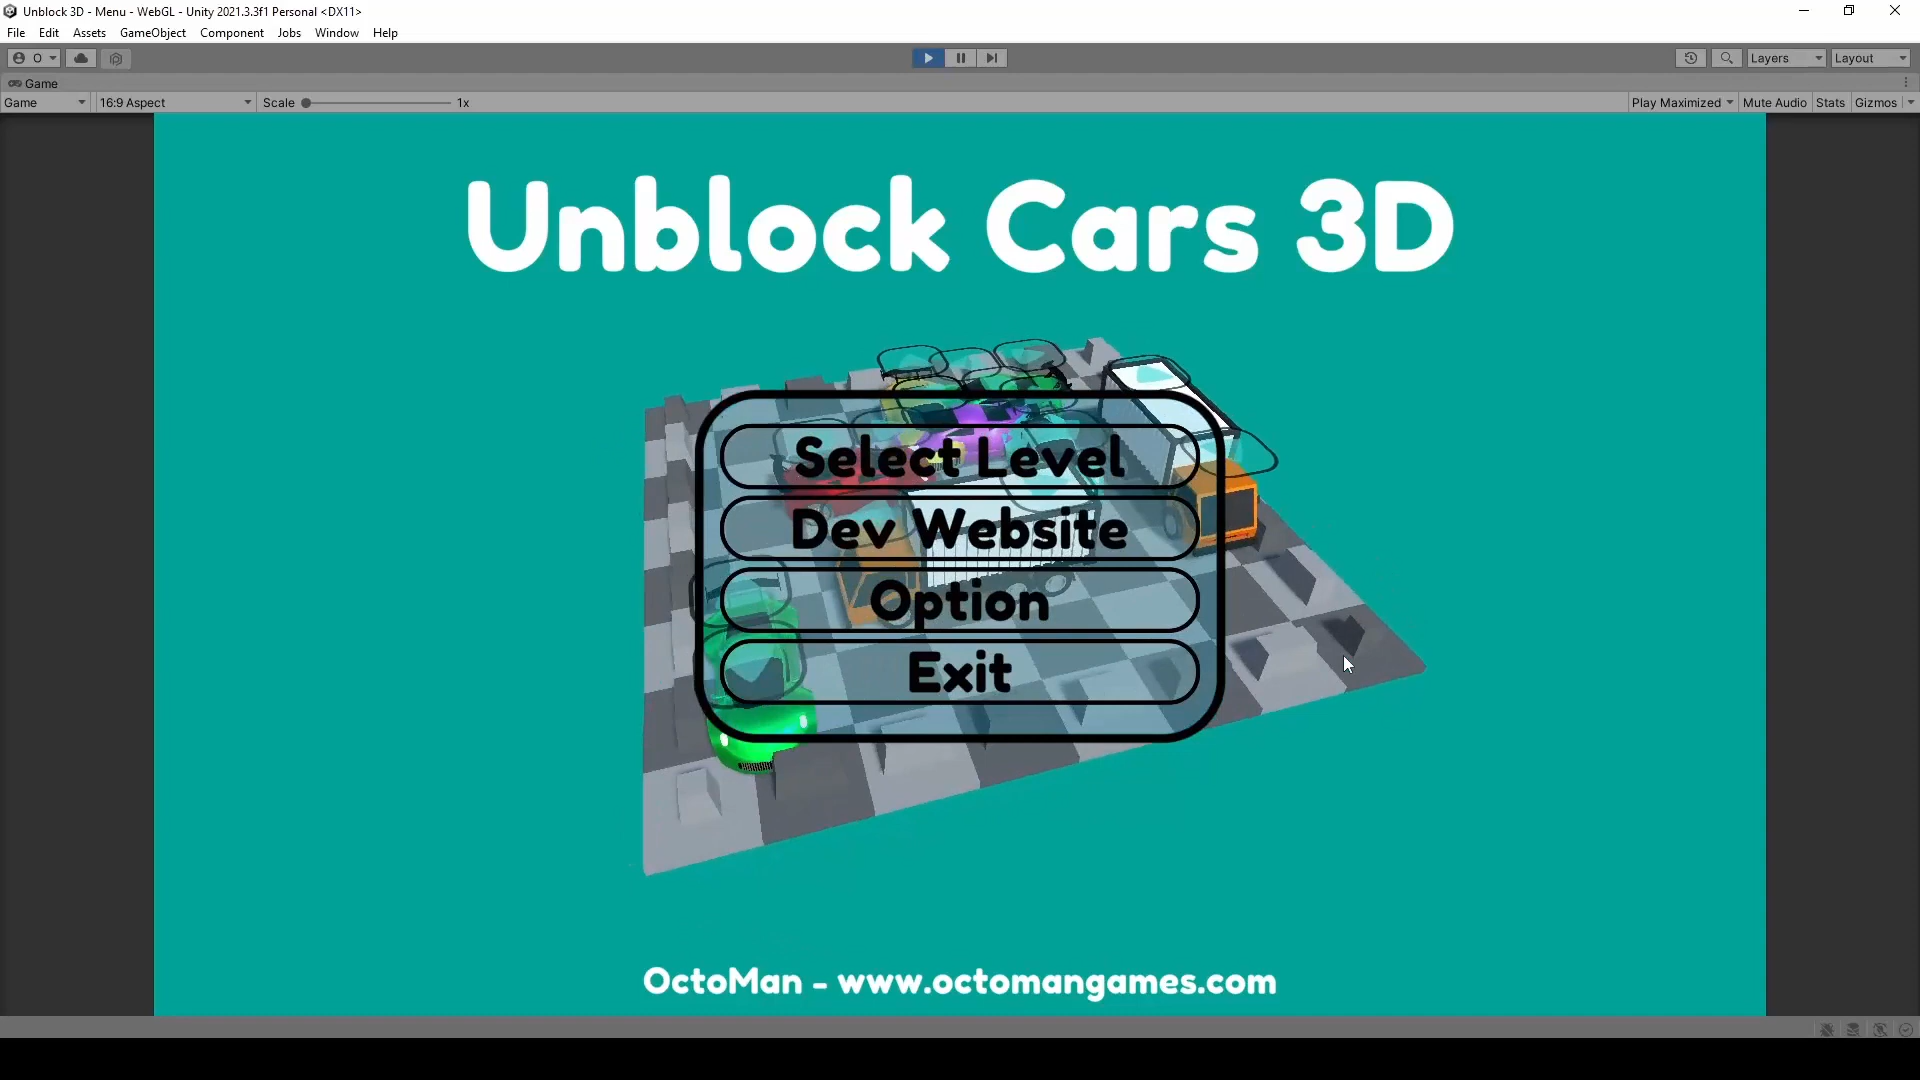 Unblock 3D - Menu - WebGL - Unity 2021.3.3f1 Personal <DX11>
File Edit Assets GameObject Component Jobs Window Help
O Layers Layout
Game
Game 16:9 Aspect Scale 1x Play Maximized Mute Audio Stats Gizmos
Unblock Cars 3D
Select Level
Dev Website
Option
Exit
OctoMan - www.octomangames.com